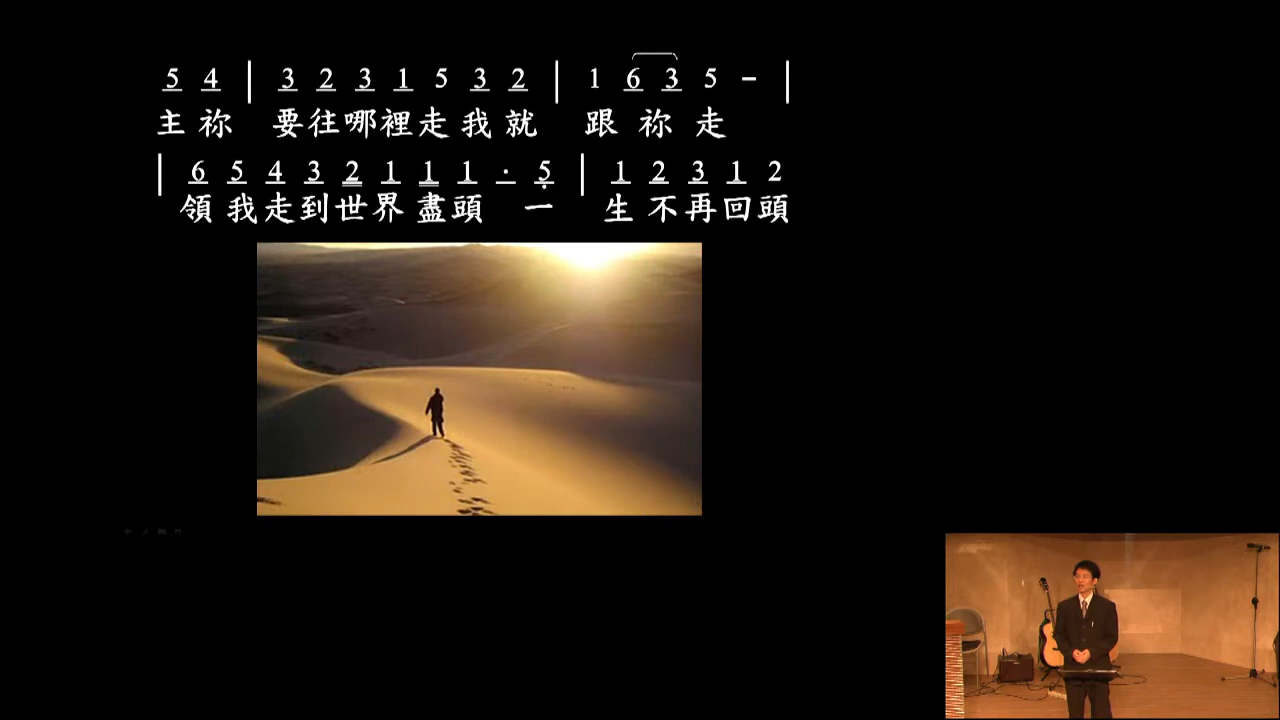 5 4 | 3 2 3 1 5 3 2 | 1 6 3 5 – |
主祢 要往哪裡走我就 跟祢走
| 6 5 4 3 2 1 1 1 · 5 | 1 2 3 1 2
領我走到世界盡頭 一 生不再回頭